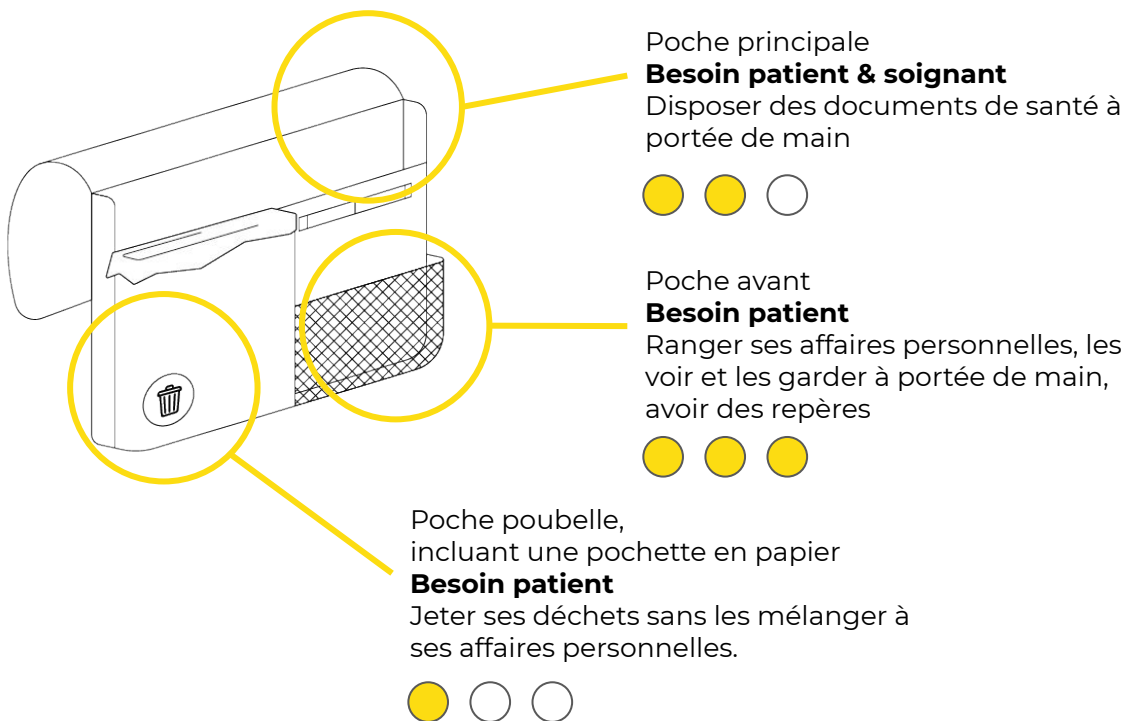 Poche principale
Besoin patient & soignant
Disposer des documents de santé à
portée de main
Poche avant
Besoin patient
Ranger ses affaires personnelles, les
voir et les garder à portée de main,
avoir des repères
Poche poubelle,
incluant une pochette en papier
Besoin patient
Jeter ses déchets sans les mélanger à
ses affaires personnelles.